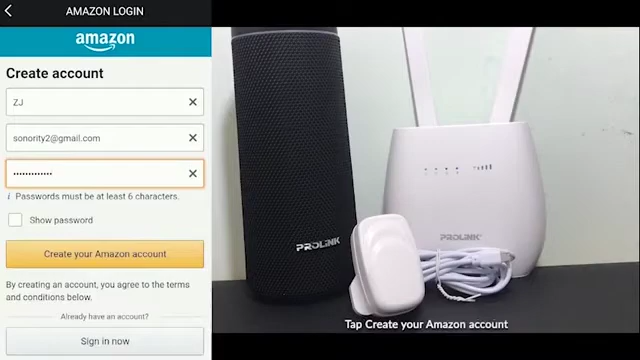 AMAZON LOGIN
amazon
Create account
ZJ
sonority2@gmail.com
•••••••••••••
i Passwords must be at least 6 characters.
Show password
Create your Amazon account
By creating an account, you agree to the terms
and conditions below.
Already have an account?
Sign in now
PROLiNK
PROLiNK
Tap Create your Amazon account